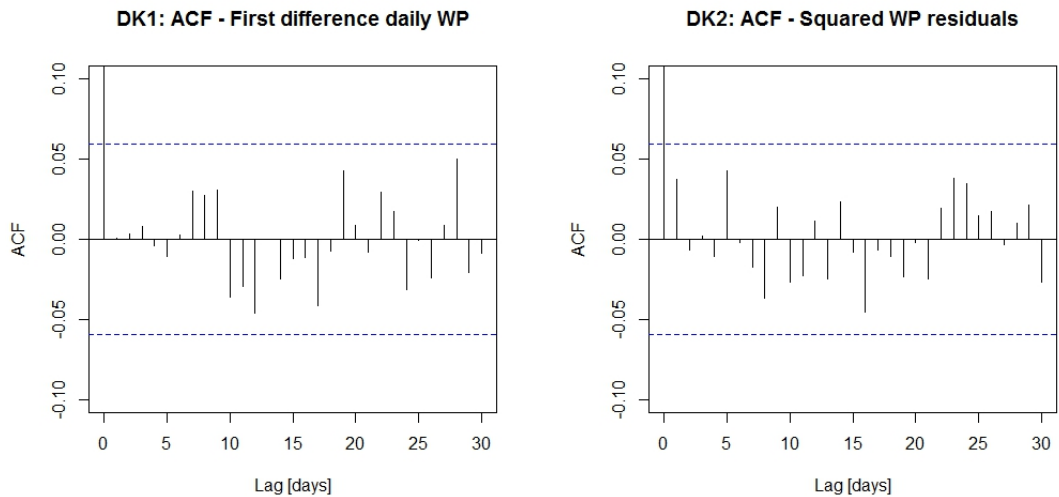 DK1: ACF - First difference daily WP
ACF
0.10
0.05
0.00
-0.05
-0.10
0 5 10 15 20 25 30
Lag [days]
DK2: ACF - Squared WP residuals
ACF
0.10
0.05
0.00
-0.05
-0.10
0 5 10 15 20 25 30
Lag [days]